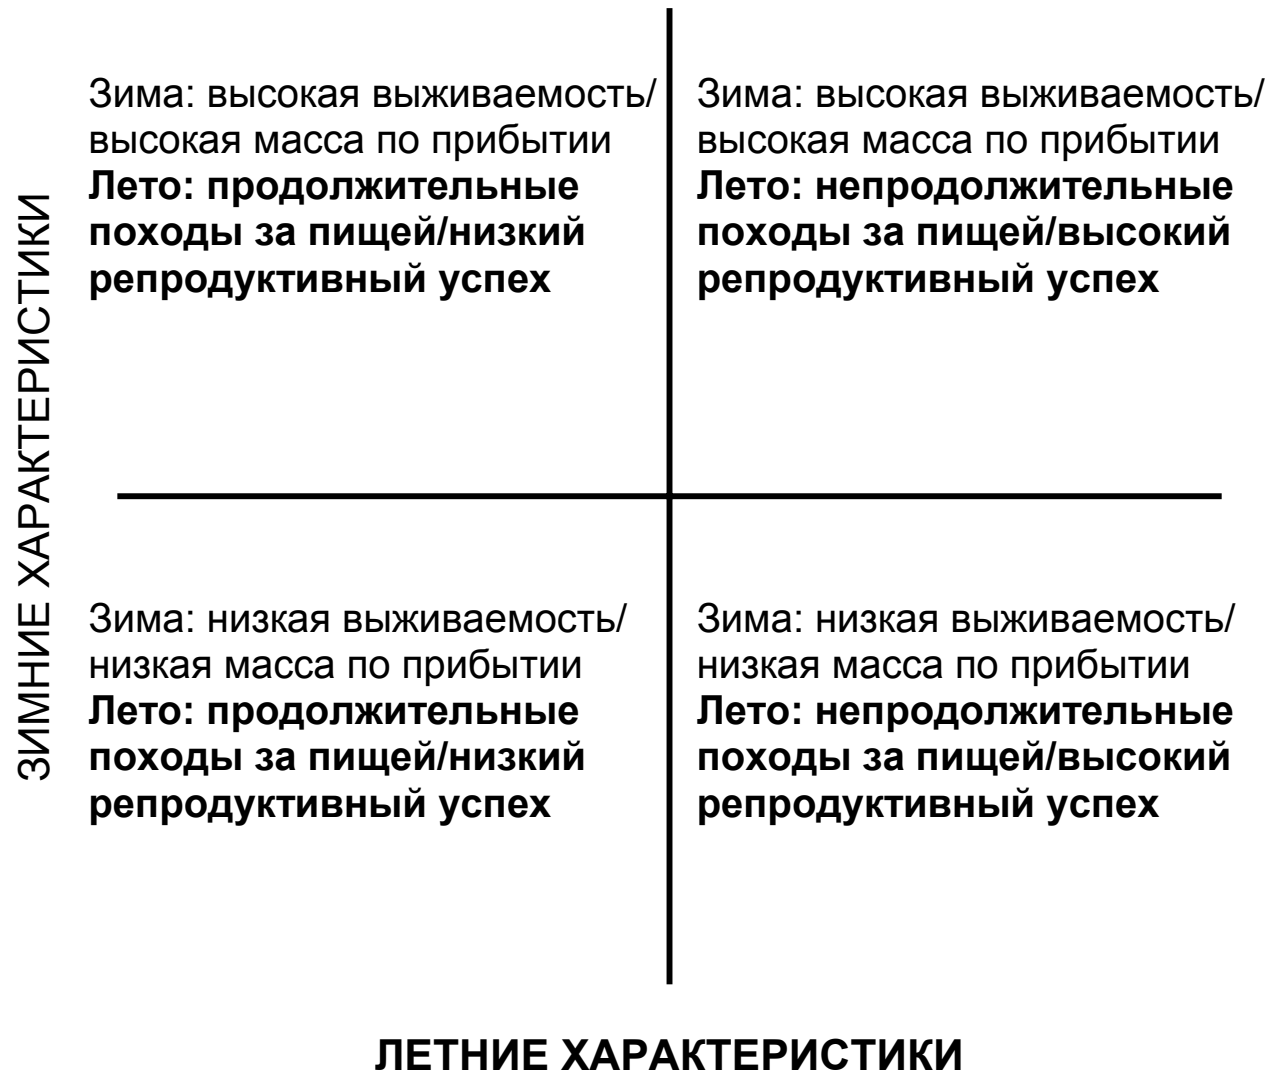 Зима: высокая выживаемость/
высокая масса по прибытии
Лето: продолжительные
походы за пищей/низкий
репродуктивный успех
Зима: высокая выживаемость/
высокая масса по прибытии
Лето: непродолжительные
походы за пищей/высокий
репродуктивный успех
ЗИМНИЕ ХАРАКТЕРИСТИКИ
Зима: низкая выживаемость/
низкая масса по прибытии
Лето: продолжительные
походы за пищей/низкий
репродуктивный успех
Зима: низкая выживаемость/
низкая масса по прибытии
Лето: непродолжительные
походы за пищей/высокий
репродуктивный успех
ЛЕТНИЕ ХАРАКТЕРИСТИКИ